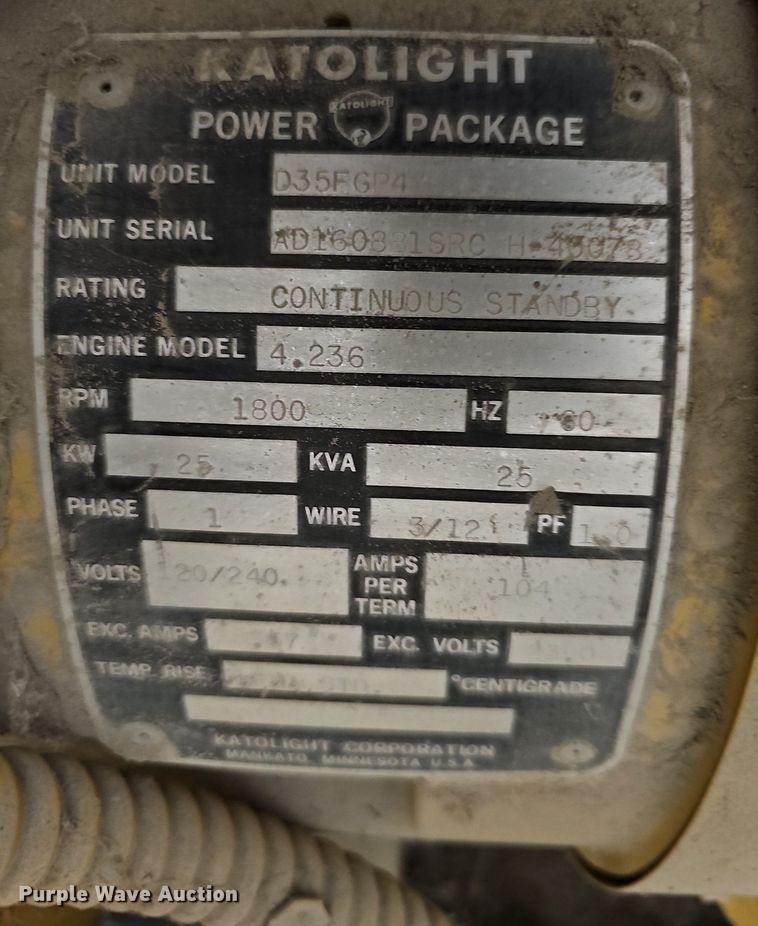 KATOLIGHT
POWER KATOLIGHT PACKAGE
UNIT MODEL D35FGP4
UNIT SERIAL
RATING CONTINUOUS STANDBY
ENGINE MODEL 4.236
RPM 1800 HZ 60
KW 25 KVA 25
PHASE 1 WIRE 3/12 PF 1.0
VOLTS 120/240 AMPS PER TERM 104
EXC. AMPS EXC. VOLTS
TEMP. RISE °CENTIGRADE
KATOLIGHT CORPORATION
MANKATO, MINNESOTA U.S.A.
Purple Wave Auction